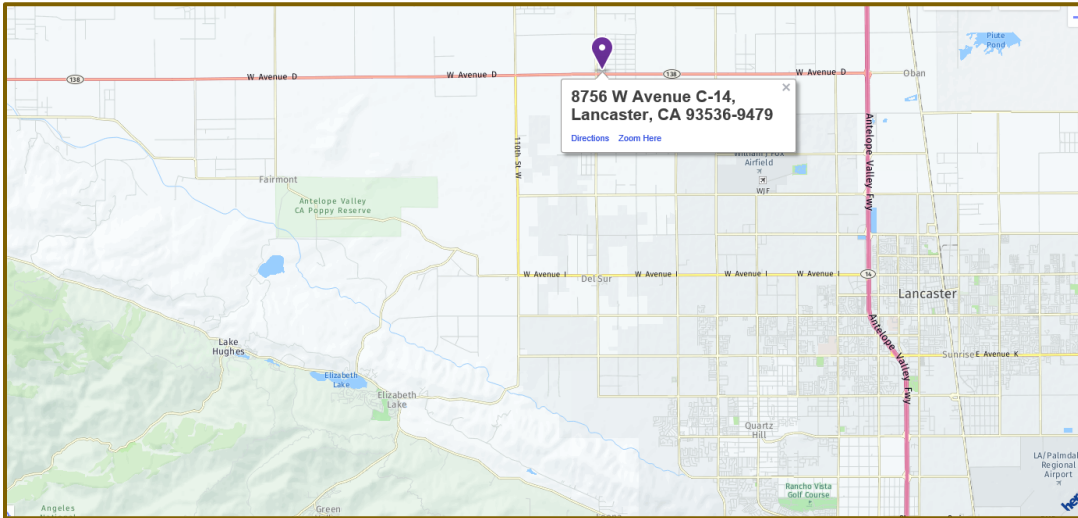 Piute
Pond
138
W Avenue D
W Avenue D
138
W Avenue D
Oban
8756 W Avenue C-14,
Lancaster, CA 93536-9479
Directions Zoom Here
110th St W
Antelope Valley Fwy
William J Fox
Airfield
WJF
Fairmont
Antelope Valley
CA Poppy Reserve
W Avenue I
Del Sur
W Avenue I
W Avenue I
W Avenue I
14
Lancaster
Antelope Valley Fwy
Lake
Hughes
Sunrise
E Avenue K
Elizabeth
Lake
Elizabeth
Lake
Quartz
Hill
LA/Palmdal
Regional
Airport
Rancho Vista
Golf Course
Angeles
Green
her